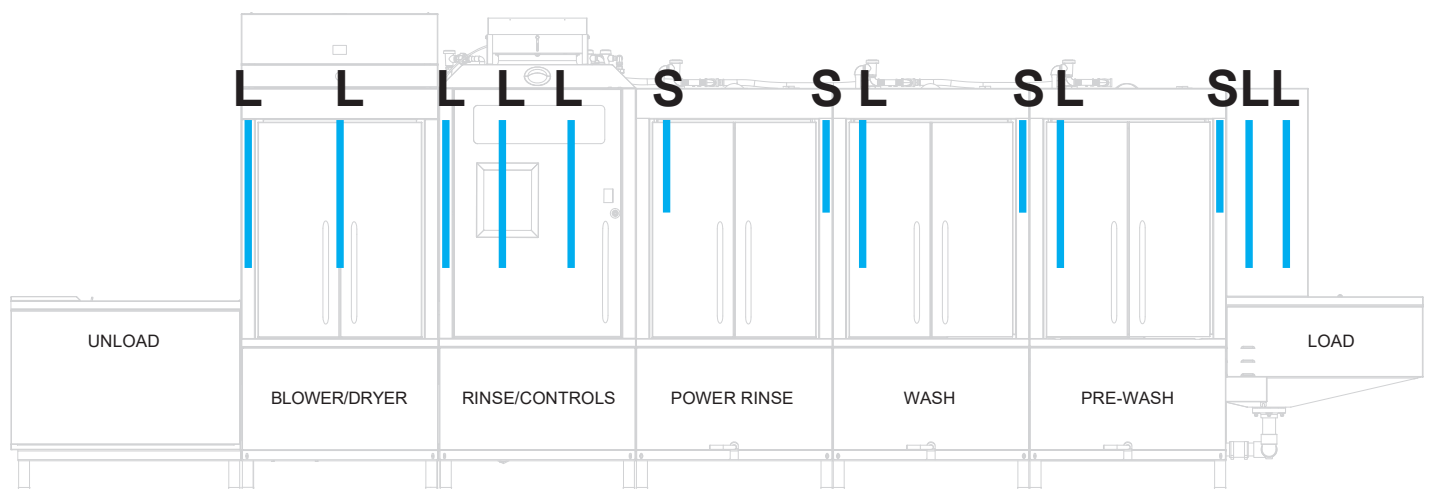 L L L L L S S L S L S L L
UNLOAD
LOAD
BLOWER/DRYER
RINSE/CONTROLS
POWER RINSE
WASH
PRE-WASH